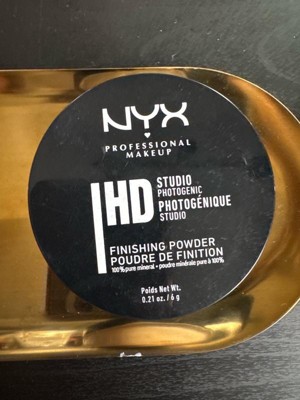 NYX
PROFESSIONAL
MAKEUP
HD STUDIO
PHOTOGENIC
PHOTOGÉNIQUE
STUDIO
FINISHING POWDER
POUDRE DE FINITION
100% pure mineral • poudre minérale pure à 100%
Poids Net Wt.
0.21 oz. / 6 g